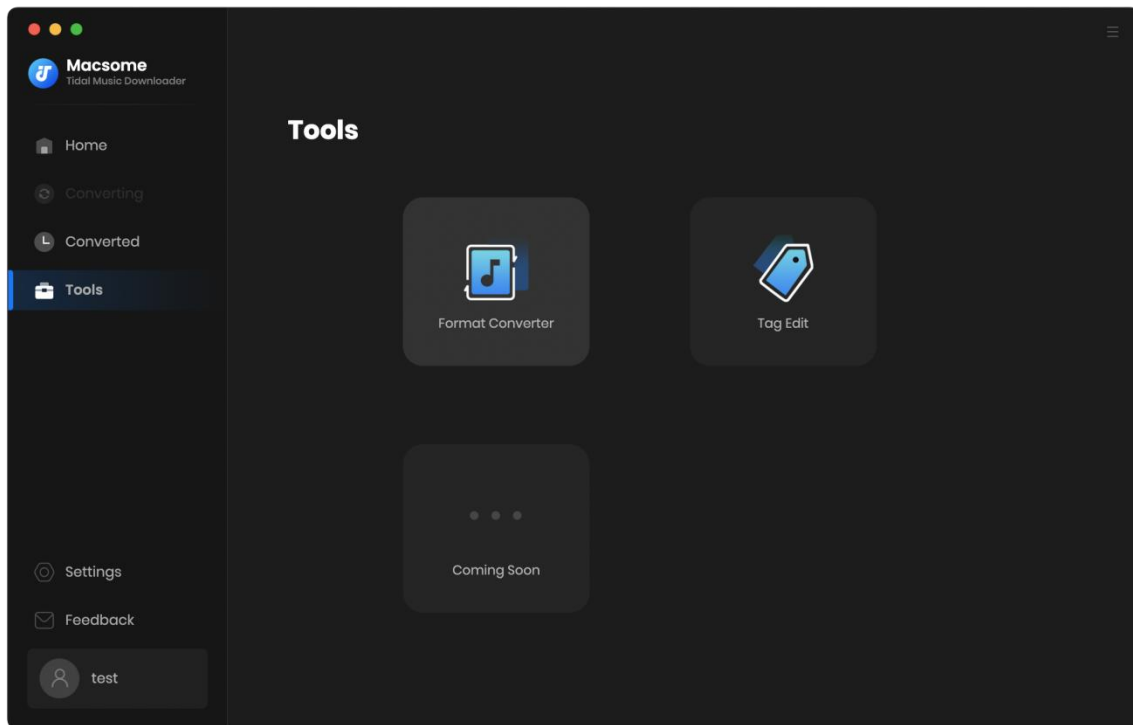 Macsome
Tidal Music Downloader
Home
Converting
Converted
Tools
Settings
Feedback
test
Tools
Format Converter
Tag Edit
Coming Soon